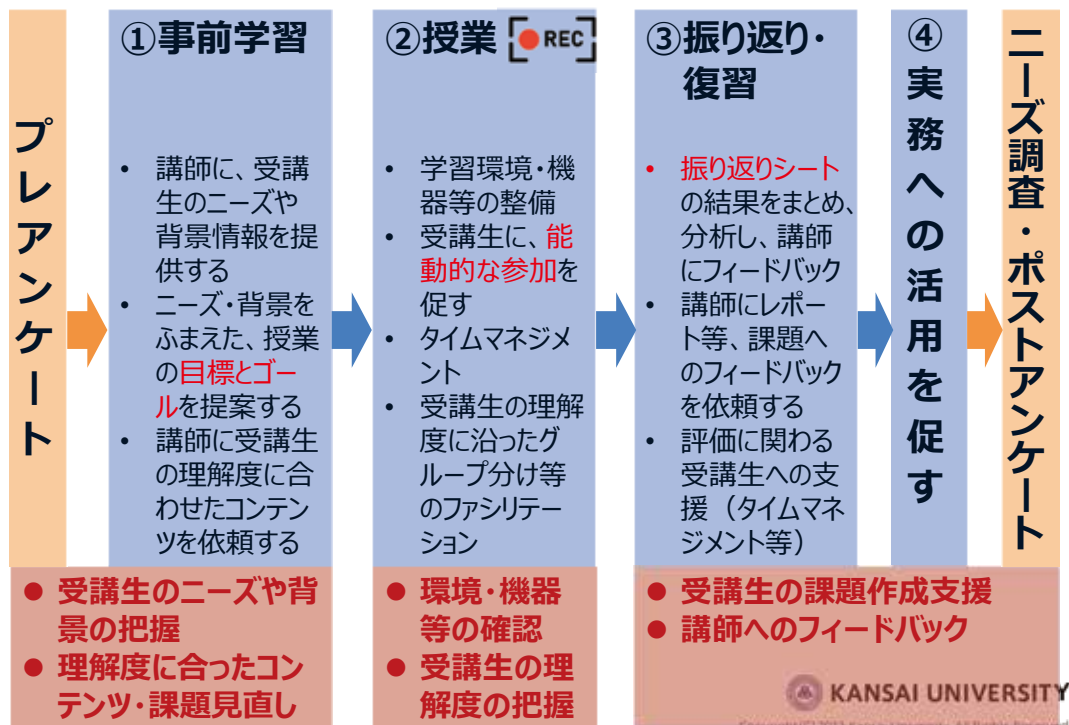 プレアンケート
①事前学習
• 講師に、受講
生のニーズや
背景情報を提
供する
• ニーズ・背景を
ふまえた、授業
の目標とゴー
ルを提案する
• 講師に受講生
の理解度に合
わせたコンテン
ツを依頼する
②授業
REC
• 学習環境・機
器等の整備
• 受講生に、能
動的な参加を
促す
• タイムマネジメ
ント
• 受講生の理解
度に沿ったグ
ループ分け等
のファシリテー
ション
③振り返り・
復習
• 振り返りシート
の結果をまとめ、
分析し、講師
にフィードバック
• 講師にレポー
ト等、課題へ
のフィードバック
を依頼する
• 評価に関わる
受講生への支
援（タイムマネ
ジメント等）
④実務への活用を促す
ニーズ調査・ポストアンケート
● 受講生のニーズや背
景の把握
● 理解度に合ったコン
テンツ・課題見直し
● 環境・機器
等の確認
● 受講生の理
解度の把握
● 受講生の課題作成支援
● 講師へのフィードバック
KANSAI UNIVERSITY